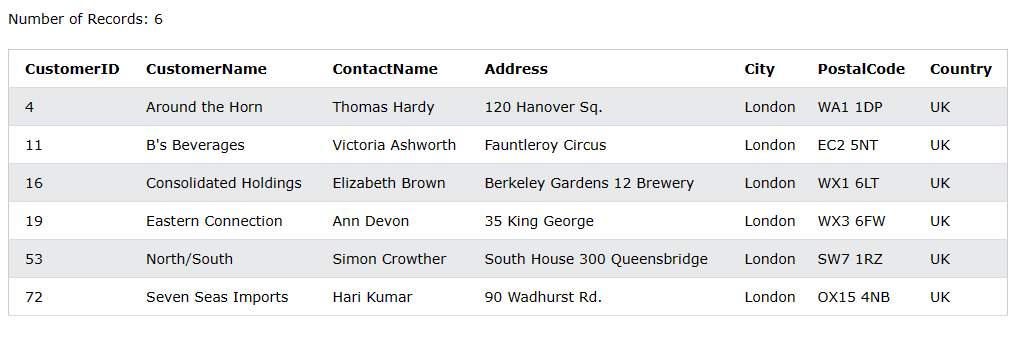 Number of Records: 6
CustomerID CustomerName ContactName Address City PostalCode Country
4 Around the Horn Thomas Hardy 120 Hanover Sq. London WA1 1DP UK
11 B's Beverages Victoria Ashworth Fauntleroy Circus London EC2 5NT UK
16 Consolidated Holdings Elizabeth Brown Berkeley Gardens 12 Brewery London WX1 6LT UK
19 Eastern Connection Ann Devon 35 King George London WX3 6FW UK
53 North/South Simon Crowther South House 300 Queensbridge London SW7 1RZ UK
72 Seven Seas Imports Hari Kumar 90 Wadhurst Rd. London OX15 4NB UK